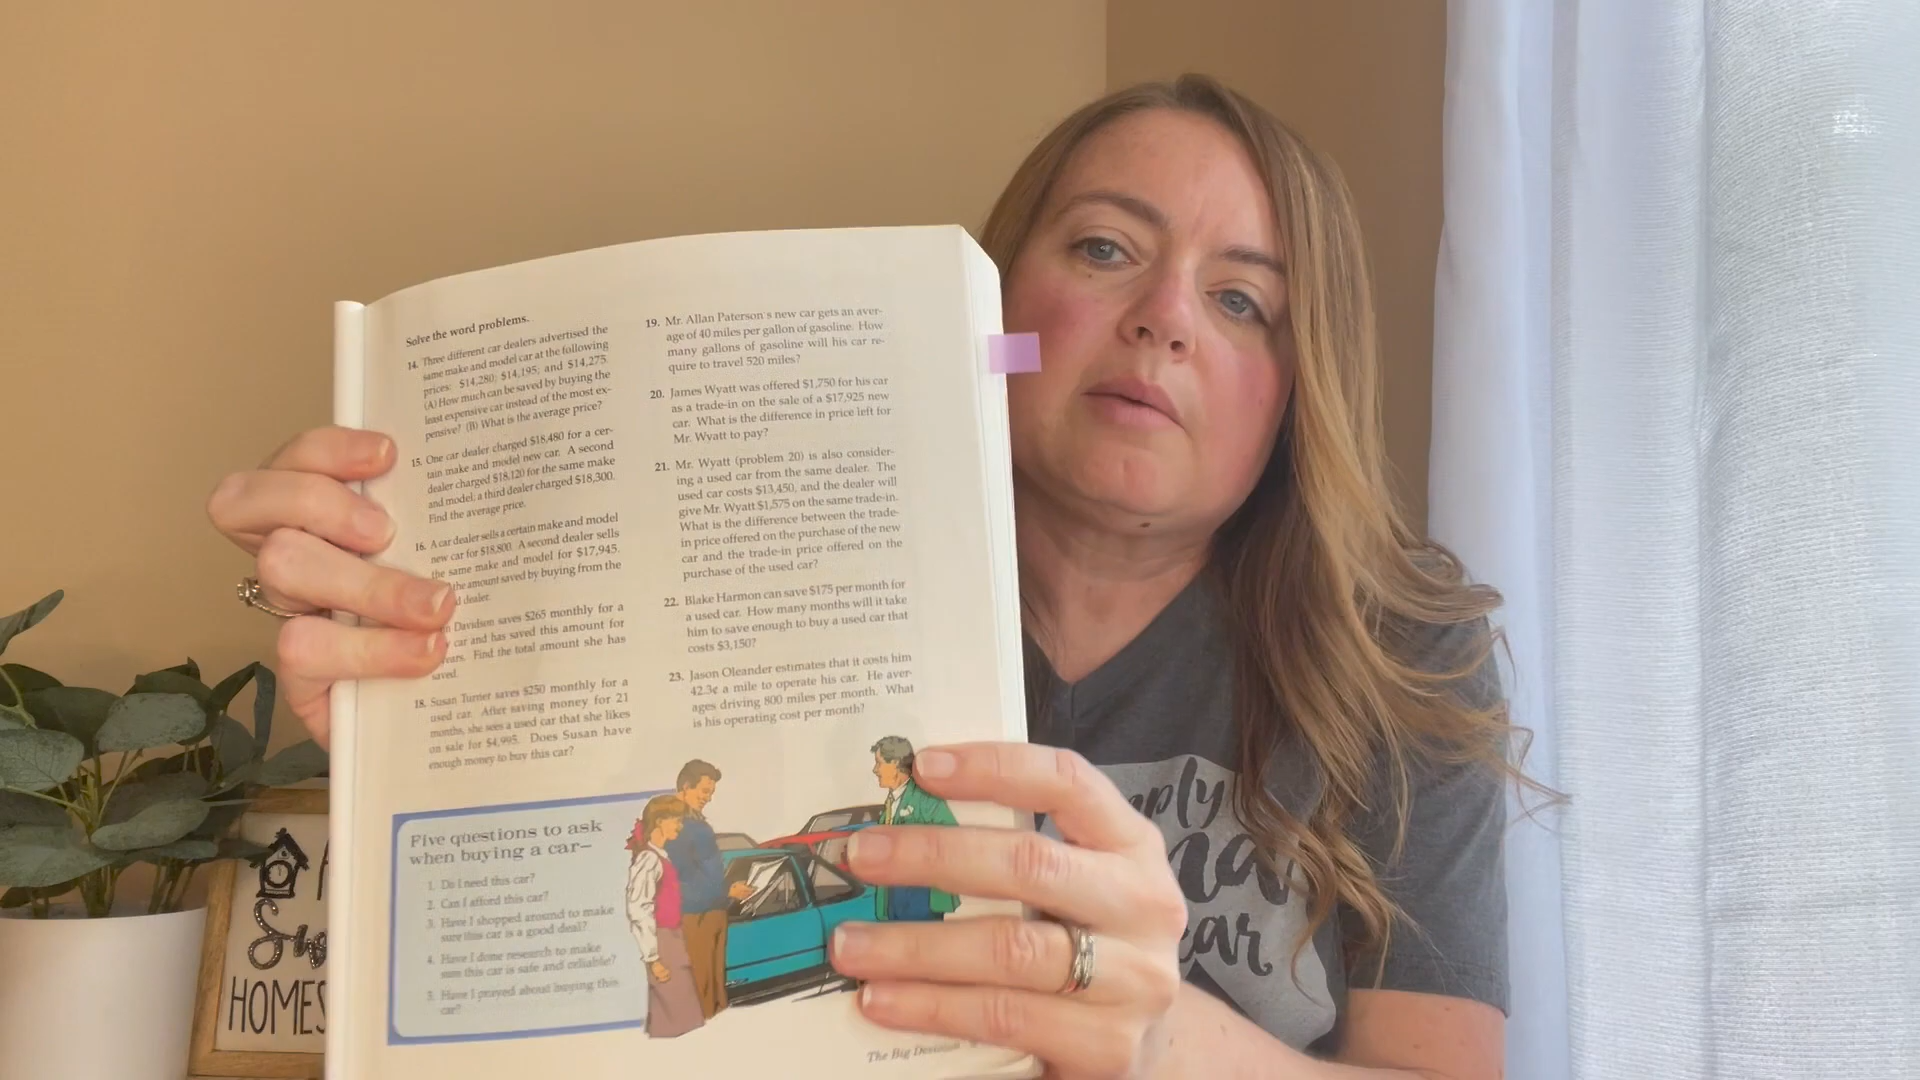 Solve the word problems.
14. Three different car dealers advertised the
same make and model car at the following
prices: $14,280; $14,195; and $14,275.
(A) How much can be saved by buying the
least expensive car instead of the most ex-
pensive? (B) What is the average price?
15. One car dealer charged $18,480 for a cer-
tain make and model new car. A second
dealer charged $18,120 for the same make
and model; a third dealer charged $18,300.
Find the average price.
16. A car dealer sells a certain make and model
new car for $18,800. A second dealer sells
the same make and model for $17,945.
the amount saved by buying from the
d dealer.
n Davidson saves $265 monthly for a
car and has saved this amount for
ears. Find the total amount she has
saved.
18. Susan Turner saves $250 monthly for a
used car. After saving money for 21
months, she sees a used car that she likes
on sale for $4,995. Does Susan have
enough money to buy this car?
19. Mr. Allan Paterson's new car gets an aver-
age of 40 miles per gallon of gasoline. How
many gallons of gasoline will his car re-
quire to travel 520 miles?
20. James Wyatt was offered $1,750 for his car
as a trade-in on the sale of a $17,925 new
car. What is the difference in price left for
Mr. Wyatt to pay?
21. Mr. Wyatt (problem 20) is also consider-
ing a used car from the same dealer. The
used car costs $13,450, and the dealer will
give Mr. Wyatt $1,575 on the same trade-in.
What is the difference between the trade-
in price offered on the purchase of the new
car and the trade-in price offered on the
purchase of the used car?
22. Blake Harmon can save $175 per month for
a used car. How many months will it take
him to save enough to buy a used car that
costs $3,150?
23. Jason Oleander estimates that it costs him
42.3¢ a mile to operate his car. He aver-
ages driving 800 miles per month. What
is his operating cost per month?
Five questions to ask
when buying a car—
1. Do I need this car?
2. Can I afford this car?
3. Have I shopped around to make
sure this car is a good deal?
4. Have I done research to make
sure this car is safe and reliable?
5. Have I prayed about buying this
car?
The Big
HOMES